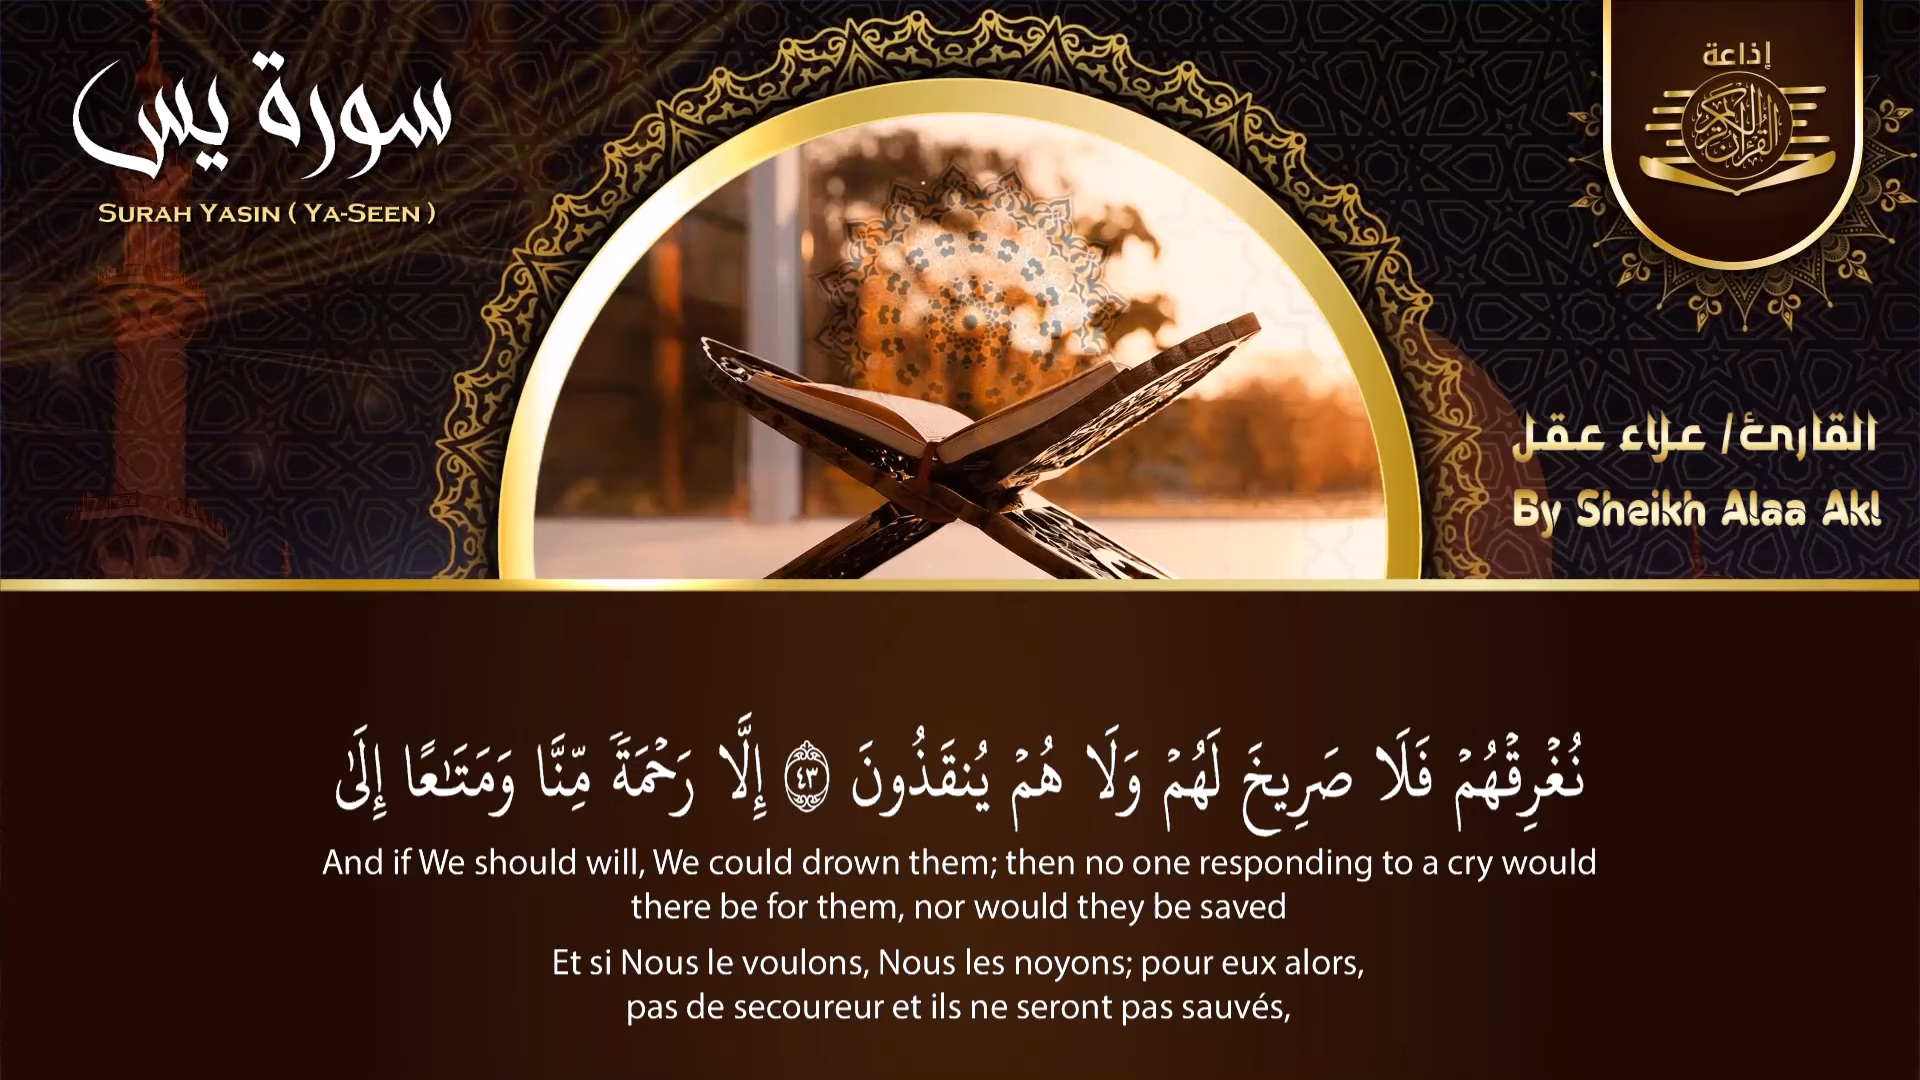 سورة يس
SURAH YASIN ( YA-SEEN )
إذاعة
القرآن الكريم
القارئ/ علاء عقل
By Sheikh Alaa Akl
نُغۡرِقۡهُمۡ فَلَا صَرِيخَ لَهُمۡ وَلَا هُمۡ يُنقَذُونَ ٤٣ إِلَّا رَحۡمَةٗ مِّنَّا وَمَتَٰعًا إِلَىٰ
And if We should will, We could drown them; then no one responding to a cry would
there be for them, nor would they be saved
Et si Nous le voulons, Nous les noyons; pour eux alors,
pas de secoureur et ils ne seront pas sauvés,